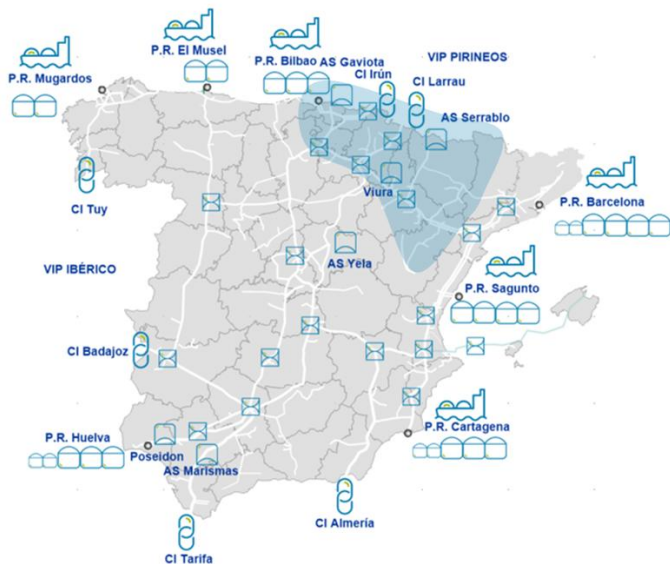 P.R. El Musel
P.R. Bilbao
AS Gaviota
VIP PIRINEOS
CI Irún
CI Larrau
P.R. Mugardos
AS Serrablo
CI Tuy
Viura
P.R. Barcelona
VIP IBÉRICO
AS Yela
P.R. Sagunto
CI Badajoz
P.R. Cartagena
P.R. Huelva
Poseidon
AS Marismas
CI Almería
CI Tarifa